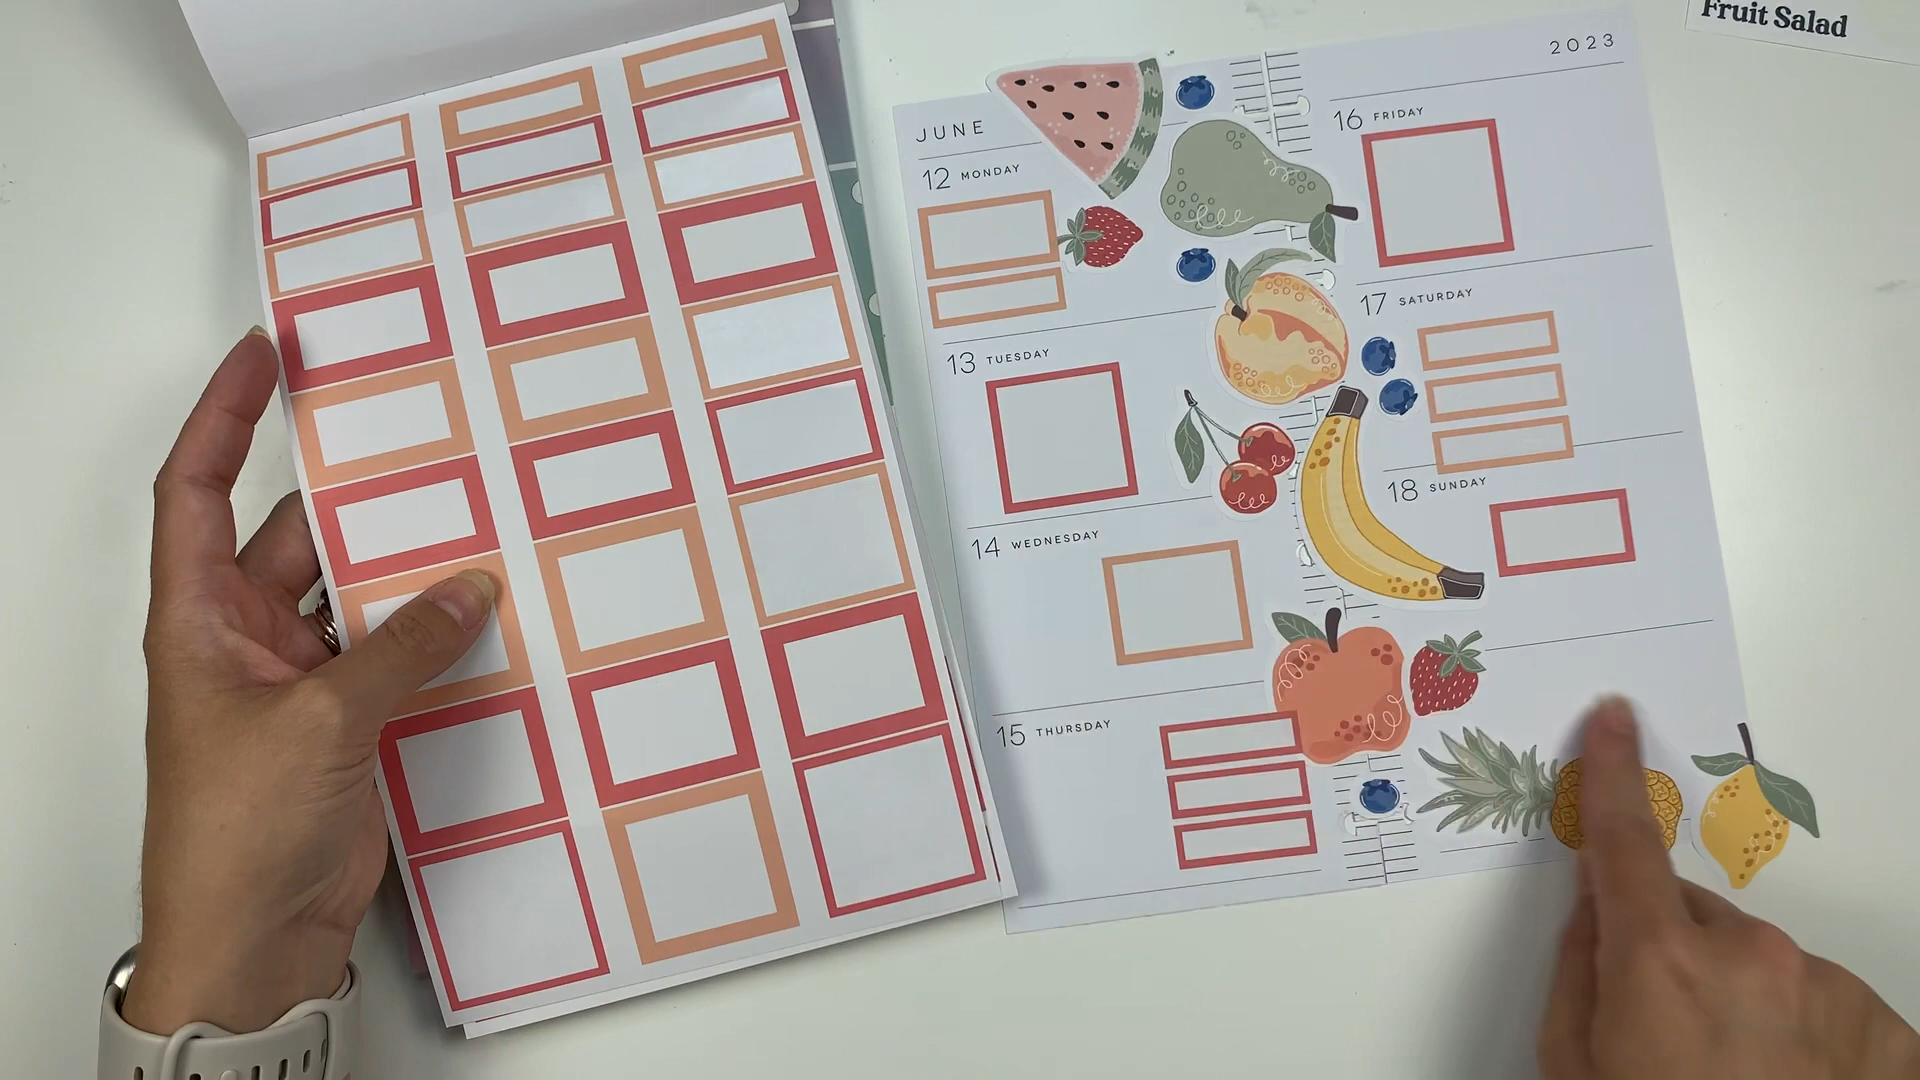 Fruit Salad
2023
JUNE
12 MONDAY
13 TUESDAY
14 WEDNESDAY
15 THURSDAY
16 FRIDAY
17 SATURDAY
18 SUNDAY